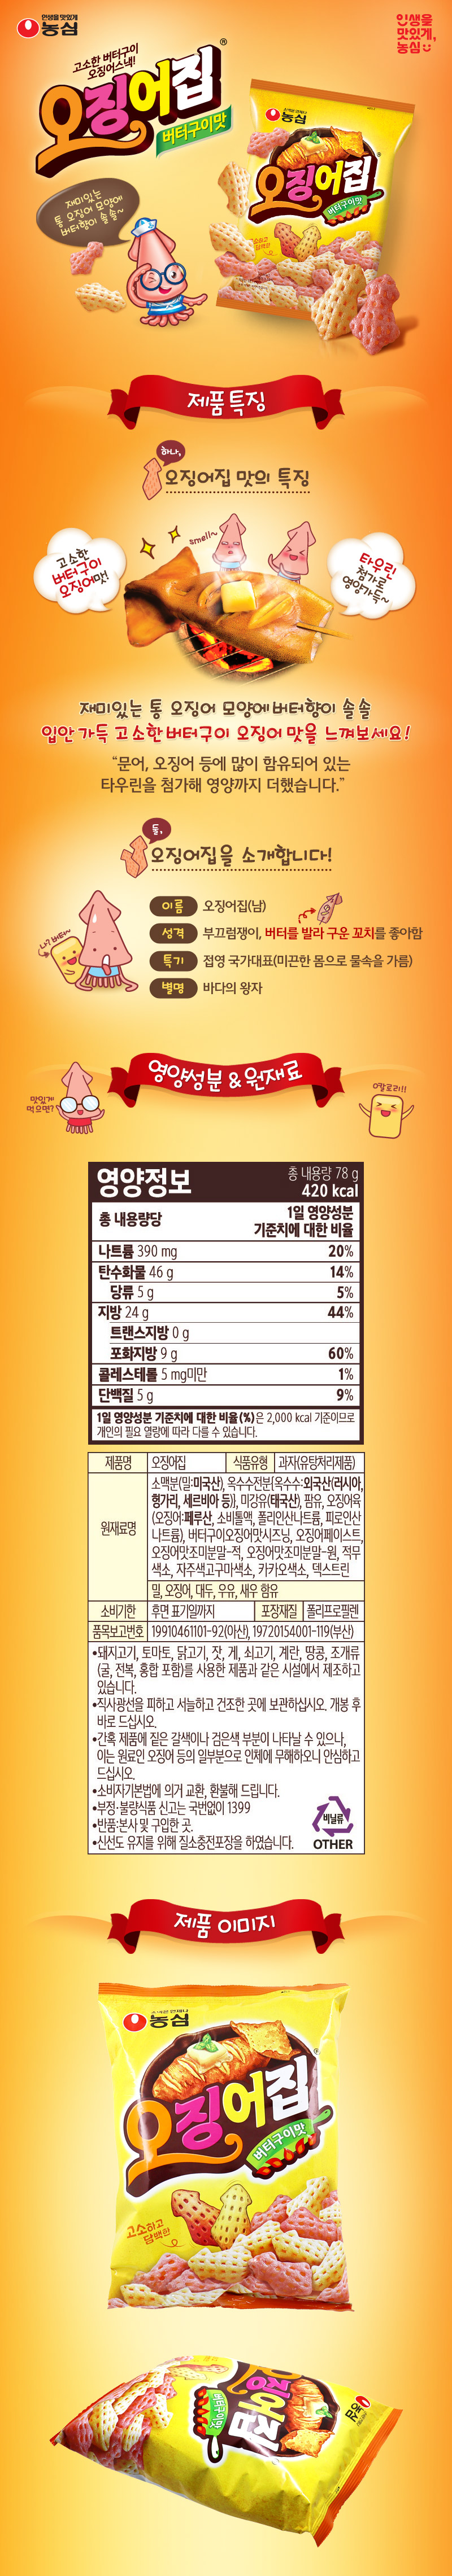 인생을 맛있게
농심
인생을
맛있게,
농심
고소한 버터구이
오징어스낵!
오징어집
버터구이맛
농심
오징어집
버터구이맛
고소하고
담백한
재미있는
통 오징어 모양에
버터향이 솔솔~
제품특징
하나,
오징어집 맛의 특징
smell~
고소한
버터구이
오징어맛!
타우린
첨가로
영양가득~
재미있는 통 오징어 모양에 버터향이 솔솔
입안 가득 고소한 버터구이 오징어 맛을 느껴보세요!
“문어, 오징어 등에 많이 함유되어 있는
타우린을 첨가해 영양까지 더했습니다.”
둘,
오징어집을 소개합니다!
나? 버터~
이름 오징어집(남)
성격 부끄럼쟁이, 버터를 발라 구운 꼬치를 좋아함
특기 접영 국가대표(미끈한 몸으로 물속을 가름)
별명 바다의 왕자
영양성분 & 원재료
맛있게
먹으면?
0칼로리!!
영양정보
총 내용량 78 g
420 kcal
총 내용량당
1일 영양성분
기준치에 대한 비율
나트륨 390 mg 20%
탄수화물 46 g 14%
당류 5 g 5%
지방 24 g 44%
트랜스지방 0 g
포화지방 9 g 60%
콜레스테롤 5 mg미만 1%
단백질 5 g 9%
1일 영양성분 기준치에 대한 비율(%)은 2,000 kcal 기준이므로
개인의 필요 열량에 따라 다를 수 있습니다.
제품명 오징어집 식품유형 과자(유탕처리제품)
원재료명
소맥분(밀:미국산), 옥수수전분{옥수수:외국산(러시아,
헝가리, 세르비아 등)}, 미강유(태국산), 팜유, 오징어육
(오징어:페루산, 소비톨액, 폴리인산나트륨, 피로인산
나트륨), 버터구이오징어맛시즈닝, 오징어페이스트,
오징어맛조미분말-적, 오징어맛조미분말-원, 적무
색소, 자주색고구마색소, 카카오색소, 덱스트린
밀, 오징어, 대두, 우유, 새우 함유
소비기한 후면 표기일까지 포장재질 폴리프로필렌
품목보고번호 19910461101-92(아산), 19720154001-119(부산)
•돼지고기, 토마토, 닭고기, 잣, 게, 쇠고기, 계란, 땅콩, 조개류
(굴, 전복, 홍합 포함)를 사용한 제품과 같은 시설에서 제조하고
있습니다.
•직사광선을 피하고 서늘하고 건조한 곳에 보관하십시오. 개봉 후
바로 드십시오.
•간혹 제품에 짙은 갈색이나 검은색 부분이 나타날 수 있으나,
이는 원료인 오징어 등의 일부분으로 인체에 무해하오니 안심하고
드십시오.
•소비자기본법에 의거 교환, 환불해 드립니다.
•부정·불량식품 신고는 국번없이 1399
•반품:본사 및 구입한 곳.
•신선도 유지를 위해 질소충전포장을 하였습니다.
비닐류
OTHER
제품 이미지
농심
오징어집
버터구이맛
고소하고
담백한
농심
오징어집
버터구이맛